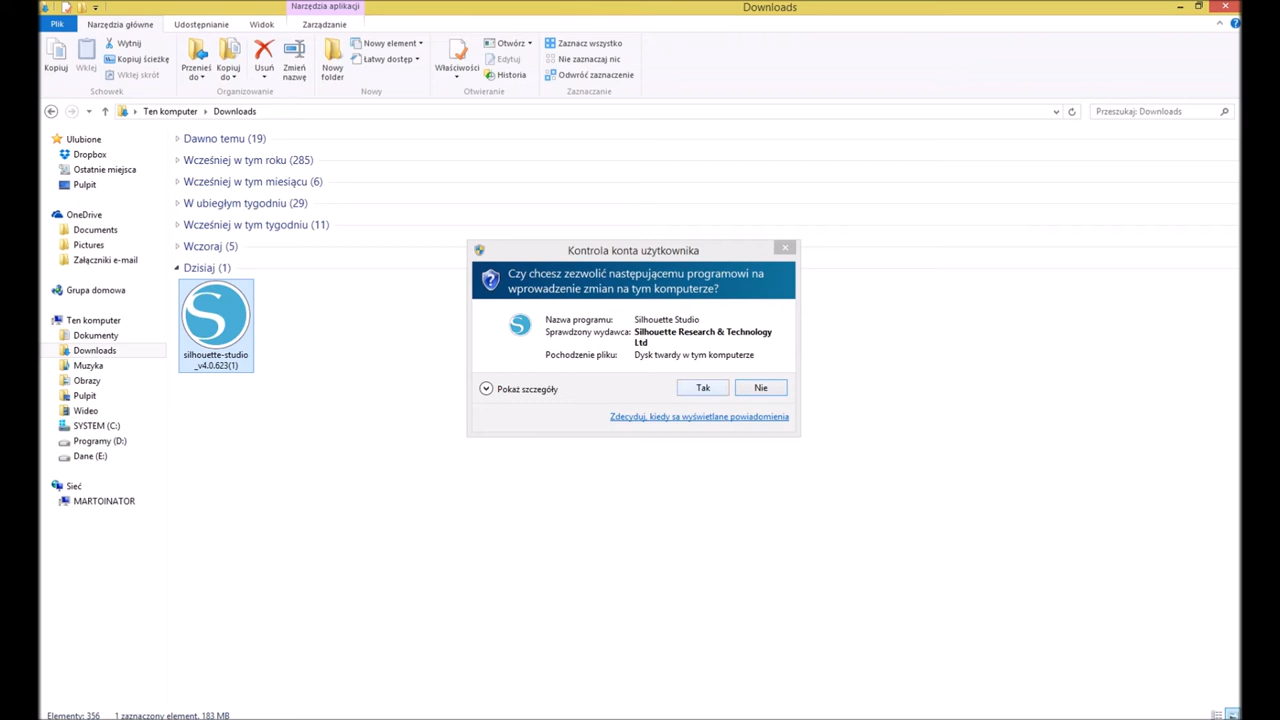 Narzędzia aplikacji
Downloads
Plik
Narzędzia główne
Udostępnianie
Widok
Zarządzanie
Kopiuj
Wklej
Wytnij
Kopiuj ścieżkę
Wklej skrót
Schowek
Przenieś
do
Kopiuj
do
Usuń
Zmień
nazwę
Organizowanie
Nowy
folder
Nowy element
Łatwy dostęp
Nowy
Właściwości
Otwórz
Edytuj
Historia
Otwieranie
Zaznacz wszystko
Nie zaznaczaj nic
Odwróć zaznaczenie
Zaznaczanie
Ten komputer
Downloads
Przeszukaj: Downloads
Ulubione
Dropbox
Ostatnie miejsca
Pulpit
OneDrive
Documents
Pictures
Załączniki e-mail
Grupa domowa
Ten komputer
Dokumenty
Downloads
Muzyka
Obrazy
Pulpit
Wideo
SYSTEM (C:)
Programy (D:)
Dane (E:)
Sieć
MARTOINATOR
Dawno temu (19)
Wcześniej w tym roku (285)
Wcześniej w tym miesiącu (6)
W ubiegłym tygodniu (29)
Wcześniej w tym tygodniu (11)
Wczoraj (5)
Dzisiaj (1)
S
silhouette-studio
_v4.0.623(1)
Kontrola konta użytkownika
Czy chcesz zezwolić następującemu programowi na
wprowadzenie zmian na tym komputerze?
Nazwa programu: Silhouette Studio
Sprawdzony wydawca: Silhouette Research & Technology
Ltd
Pochodzenie pliku: Dysk twardy w tym komputerze
Pokaż szczegóły
Tak
Nie
Zdecyduj, kiedy są wyświetlane powiadomienia
Elementy: 356
1 zaznaczony element. 183 MB